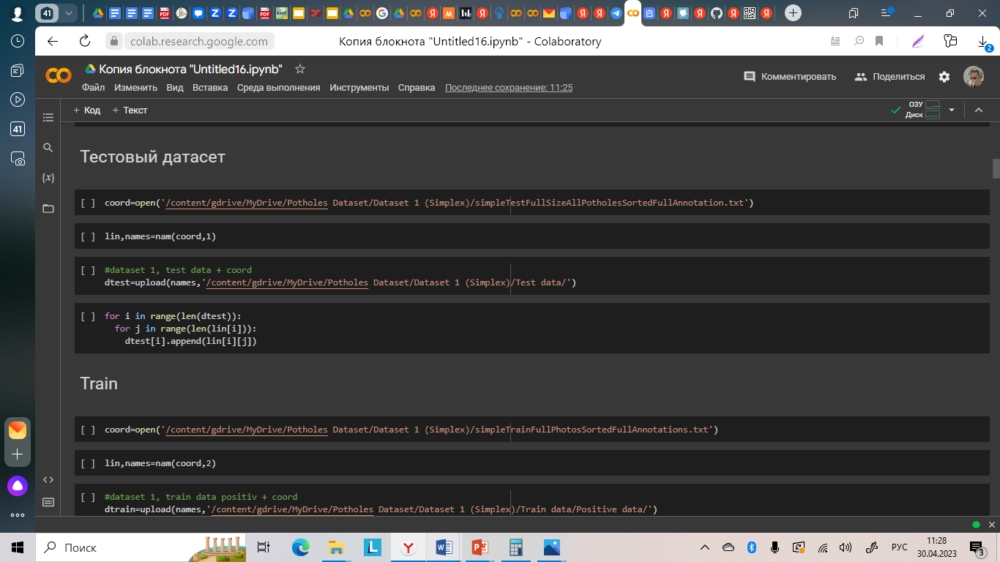 41
colab.research.google.com
Копия блокнота "Untitled16.ipynb" - Colaboratory
2
Копия блокнота "Untitled16.ipynb"
Комментировать
Поделиться
Файл Изменить Вид Вставка Среда выполнения Инструменты Справка Последнее сохранение: 11:25
+ Код + Текст
ОЗУ
Диск
41
{x}
Тестовый датасет
[ ] coord=open('/content/gdrive/MyDrive/Potholes Dataset/Dataset 1 (Simplex)/simpleTestFullSizeAllPotholesSortedFullAnnotation.txt')
[ ] lin,names=nam(coord,1)
[ ] #dataset 1, test data + coord
dtest=upload(names,'/content/gdrive/MyDrive/Potholes Dataset/Dataset 1 (Simplex)/Test data/')
[ ] for i in range(len(dtest)):
for j in range(len(lin[i])):
dtest[i].append(lin[i][j])
Train
[ ] coord=open('/content/gdrive/MyDrive/Potholes Dataset/Dataset 1 (Simplex)/simpleTrainFullPhotosSortedFullAnnotations.txt')
[ ] lin,names=nam(coord,2)
[ ] #dataset 1, train data positiv + coord
dtrain=upload(names,'/content/gdrive/MyDrive/Potholes Dataset/Dataset 1 (Simplex)/Train data/Positive data/')
Поиск
РУС
11:28
30.04.2023
3